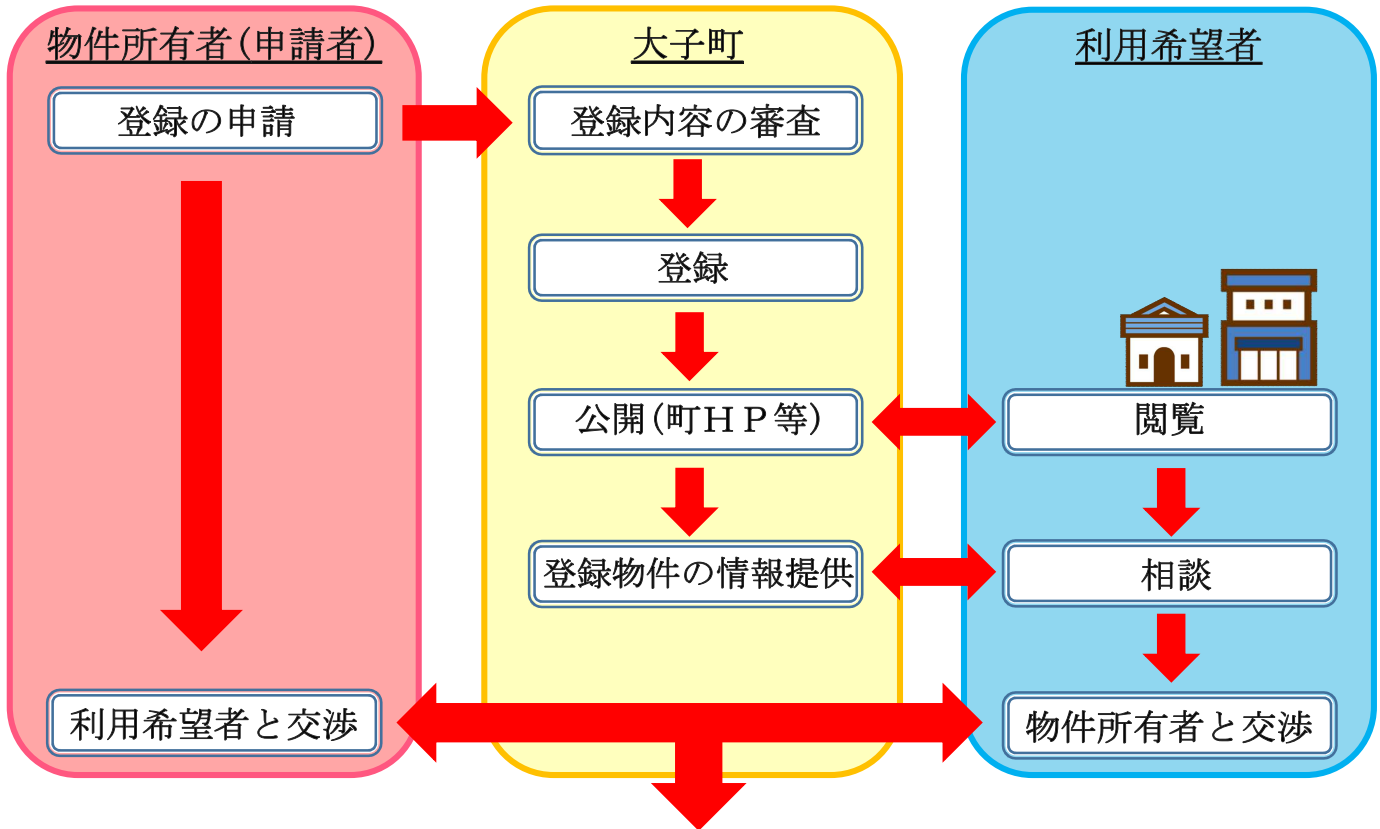 物件所有者(申請者)
登録の申請
利用希望者と交渉
大子町
登録内容の審査
登録
公開(町ＨＰ等)
登録物件の情報提供
利用希望者
閲覧
相談
物件所有者と交渉